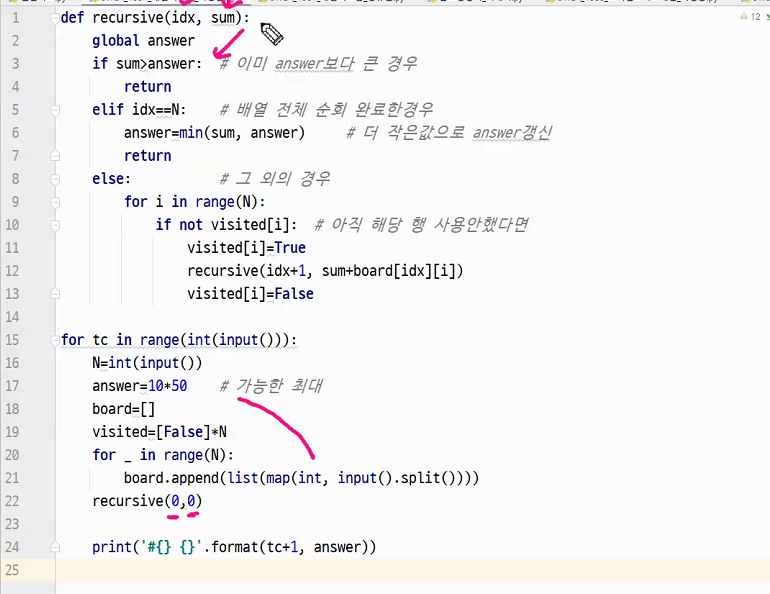 1 def recursive(idx, sum):
2     global answer
3     if sum>answer:  # 이미 answer보다 큰 경우
4         return
5     elif idx==N:    # 배열 전체 순회 완료한경우
6         answer=min(sum, answer)     # 더 작은값으로 answer갱신
7         return
8     else:           # 그 외의 경우
9         for i in range(N):
10             if not visited[i]:  # 아직 해당 행 사용안했다면
11                 visited[i]=True
12                 recursive(idx+1, sum+board[idx][i])
13                 visited[i]=False
14
15 for tc in range(int(input())):
16     N=int(input())
17     answer=10*50    # 가능한 최대
18     board=[]
19     visited=[False]*N
20     for _ in range(N):
21         board.append(list(map(int, input().split())))
22     recursive(0,0)
23
24     print('#{} {}'.format(tc+1, answer))
25
12